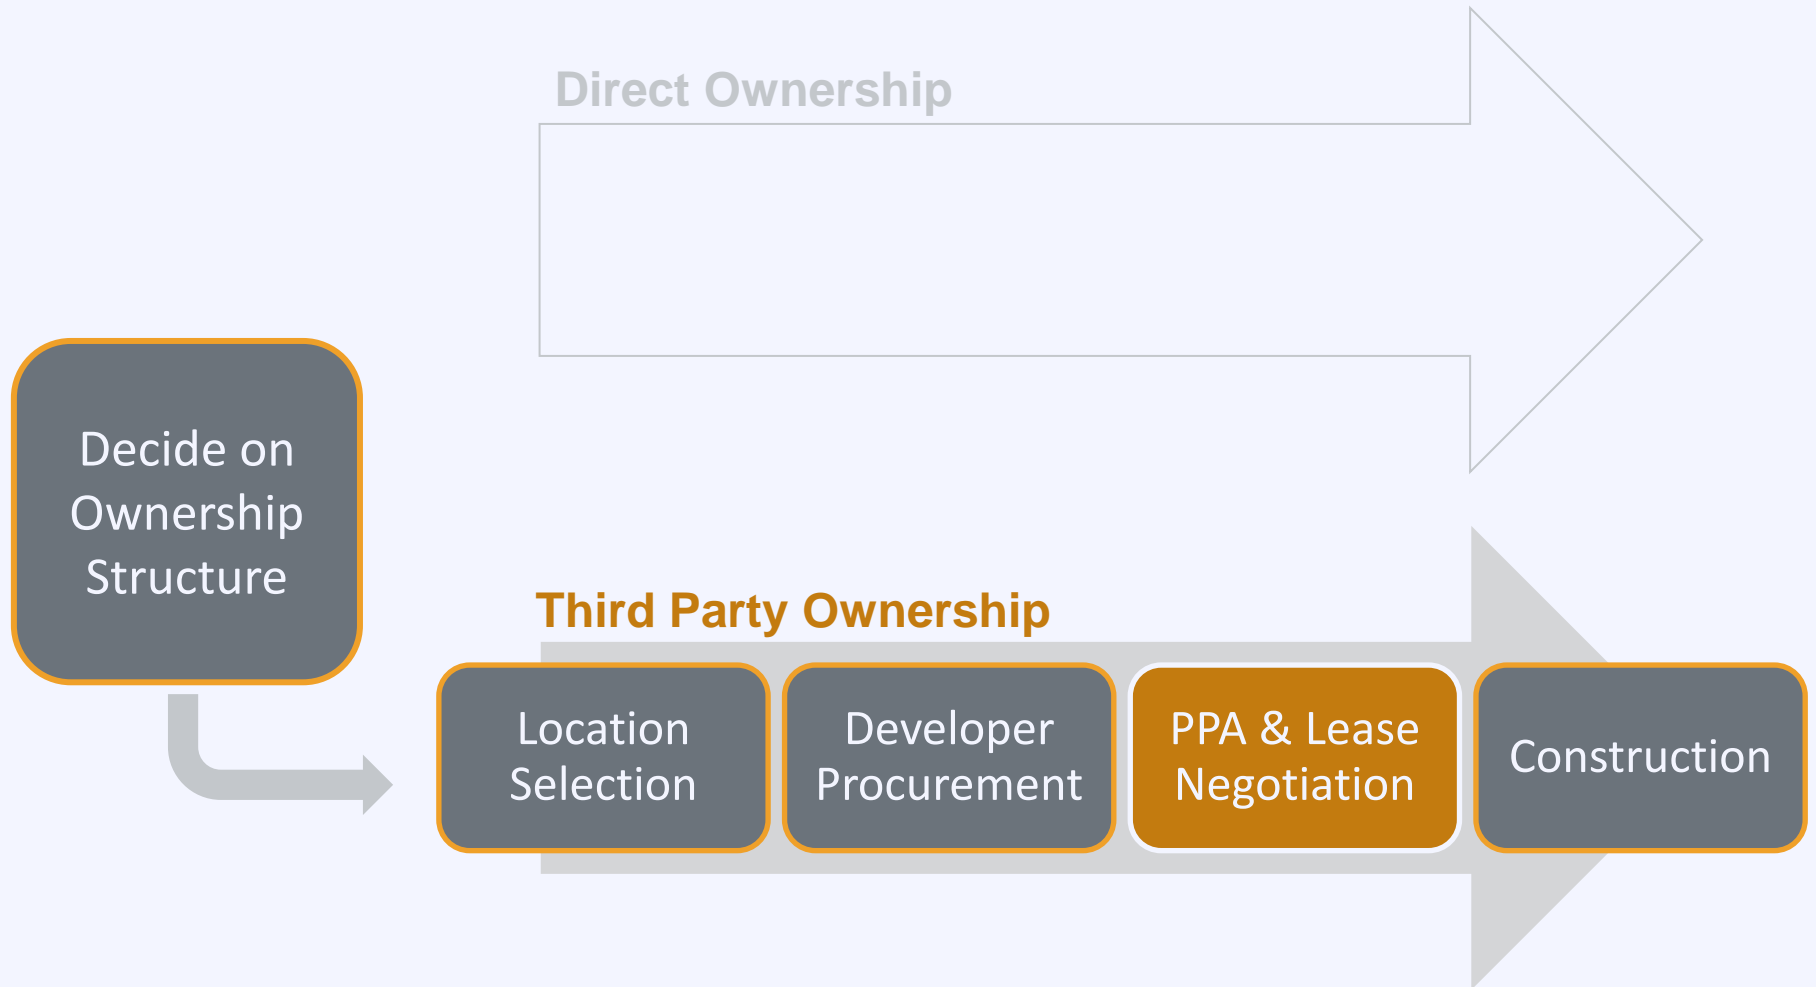 Direct Ownership
Decide on
Ownership
Structure
Third Party Ownership
Location
Selection
Developer
Procurement
PPA & Lease
Negotiation
Construction